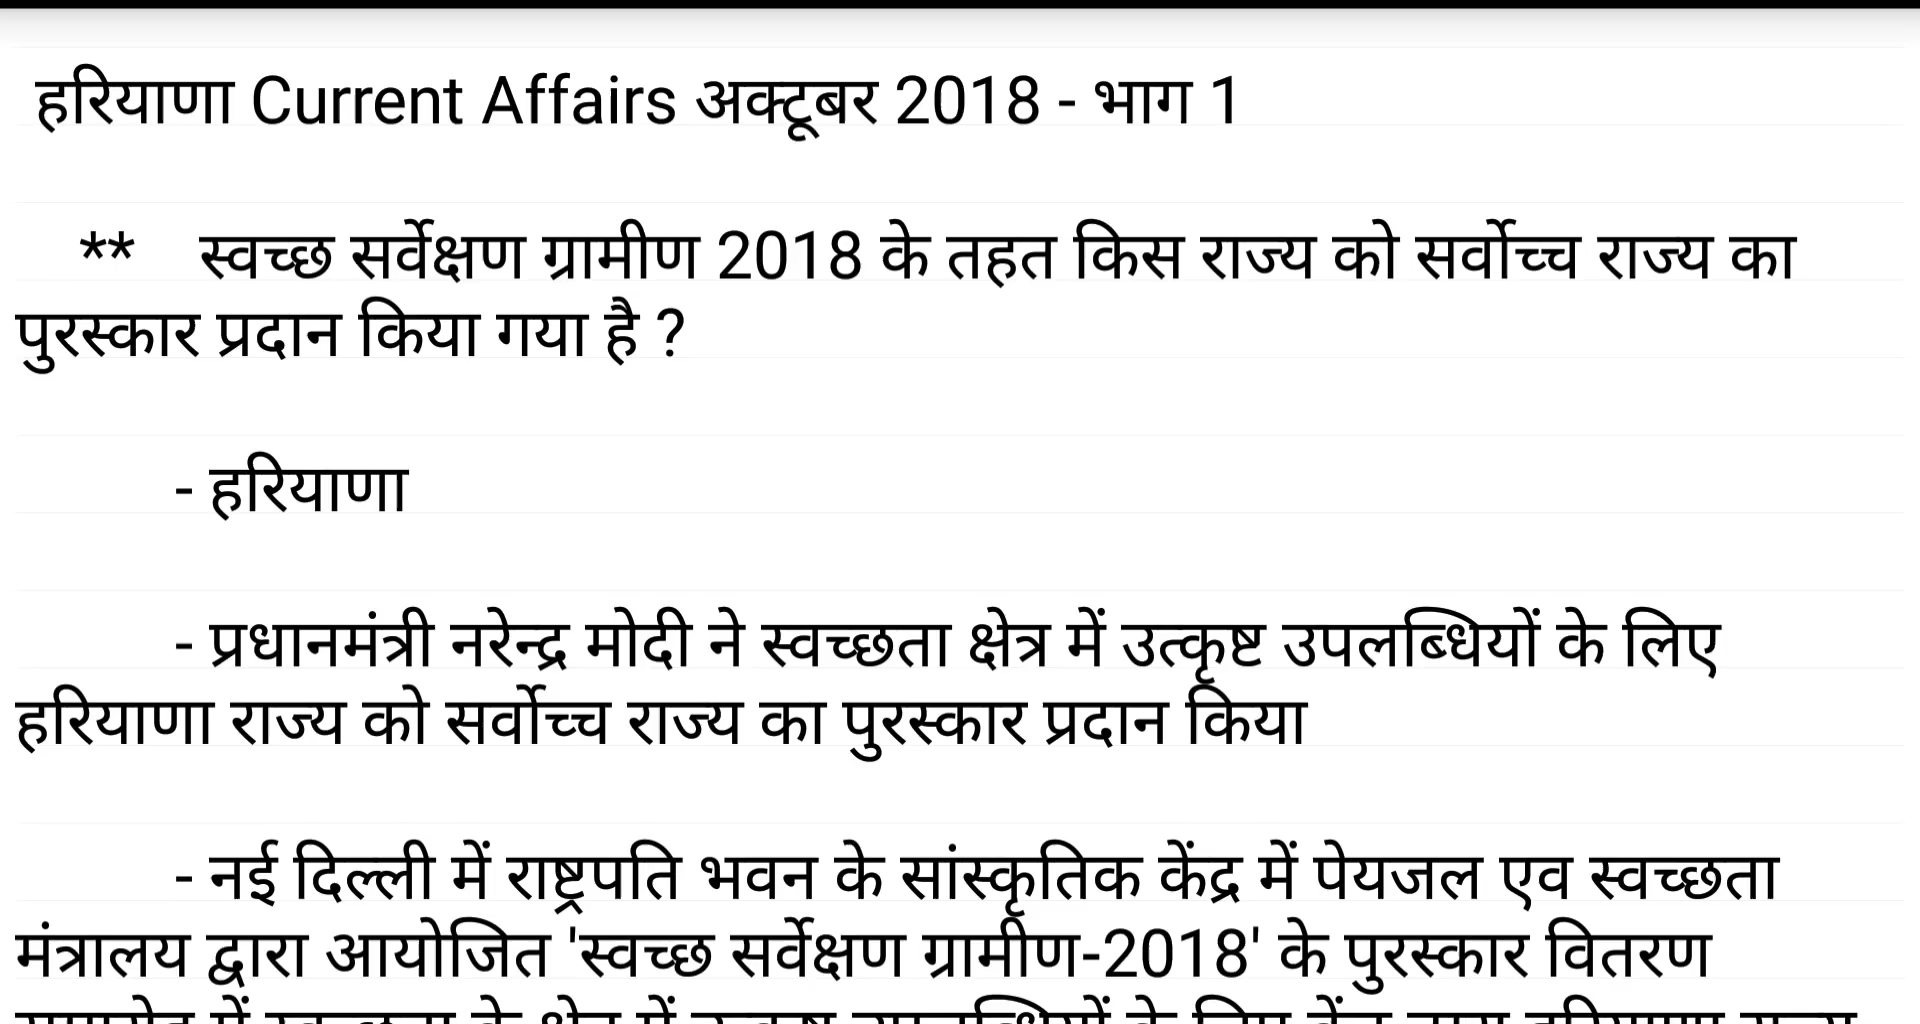 हरियाणा Current Affairs अक्टूबर 2018 - भाग 1
** स्वच्छ सर्वेक्षण ग्रामीण 2018 के तहत किस राज्य को सर्वोच्च राज्य का
पुरस्कार प्रदान किया गया है ?
- हरियाणा
- प्रधानमंत्री नरेन्द्र मोदी ने स्वच्छता क्षेत्र में उत्कृष्ट उपलब्धियों के लिए
हरियाणा राज्य को सर्वोच्च राज्य का पुरस्कार प्रदान किया
- नई दिल्ली में राष्ट्रपति भवन के सांस्कृतिक केंद्र में पेयजल एव स्वच्छता
मंत्रालय द्वारा आयोजित 'स्वच्छ सर्वेक्षण ग्रामीण-2018' के पुरस्कार वितरण